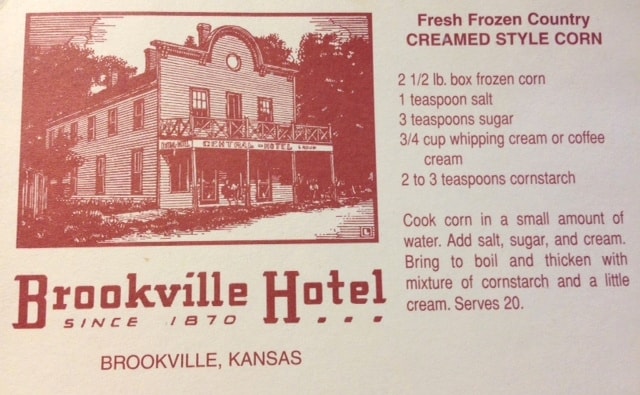 Fresh Frozen Country
CREAMED STYLE CORN
2 1/2 lb. box frozen corn
1 teaspoon salt
3 teaspoons sugar
3/4 cup whipping cream or coffee
cream
2 to 3 teaspoons cornstarch
Cook corn in a small amount of
water. Add salt, sugar, and cream.
Bring to boil and thicken with
mixture of cornstarch and a little
cream. Serves 20.
CENTRAL HOTEL
Brookville Hotel
SINCE 1870 . . .
BROOKVILLE, KANSAS